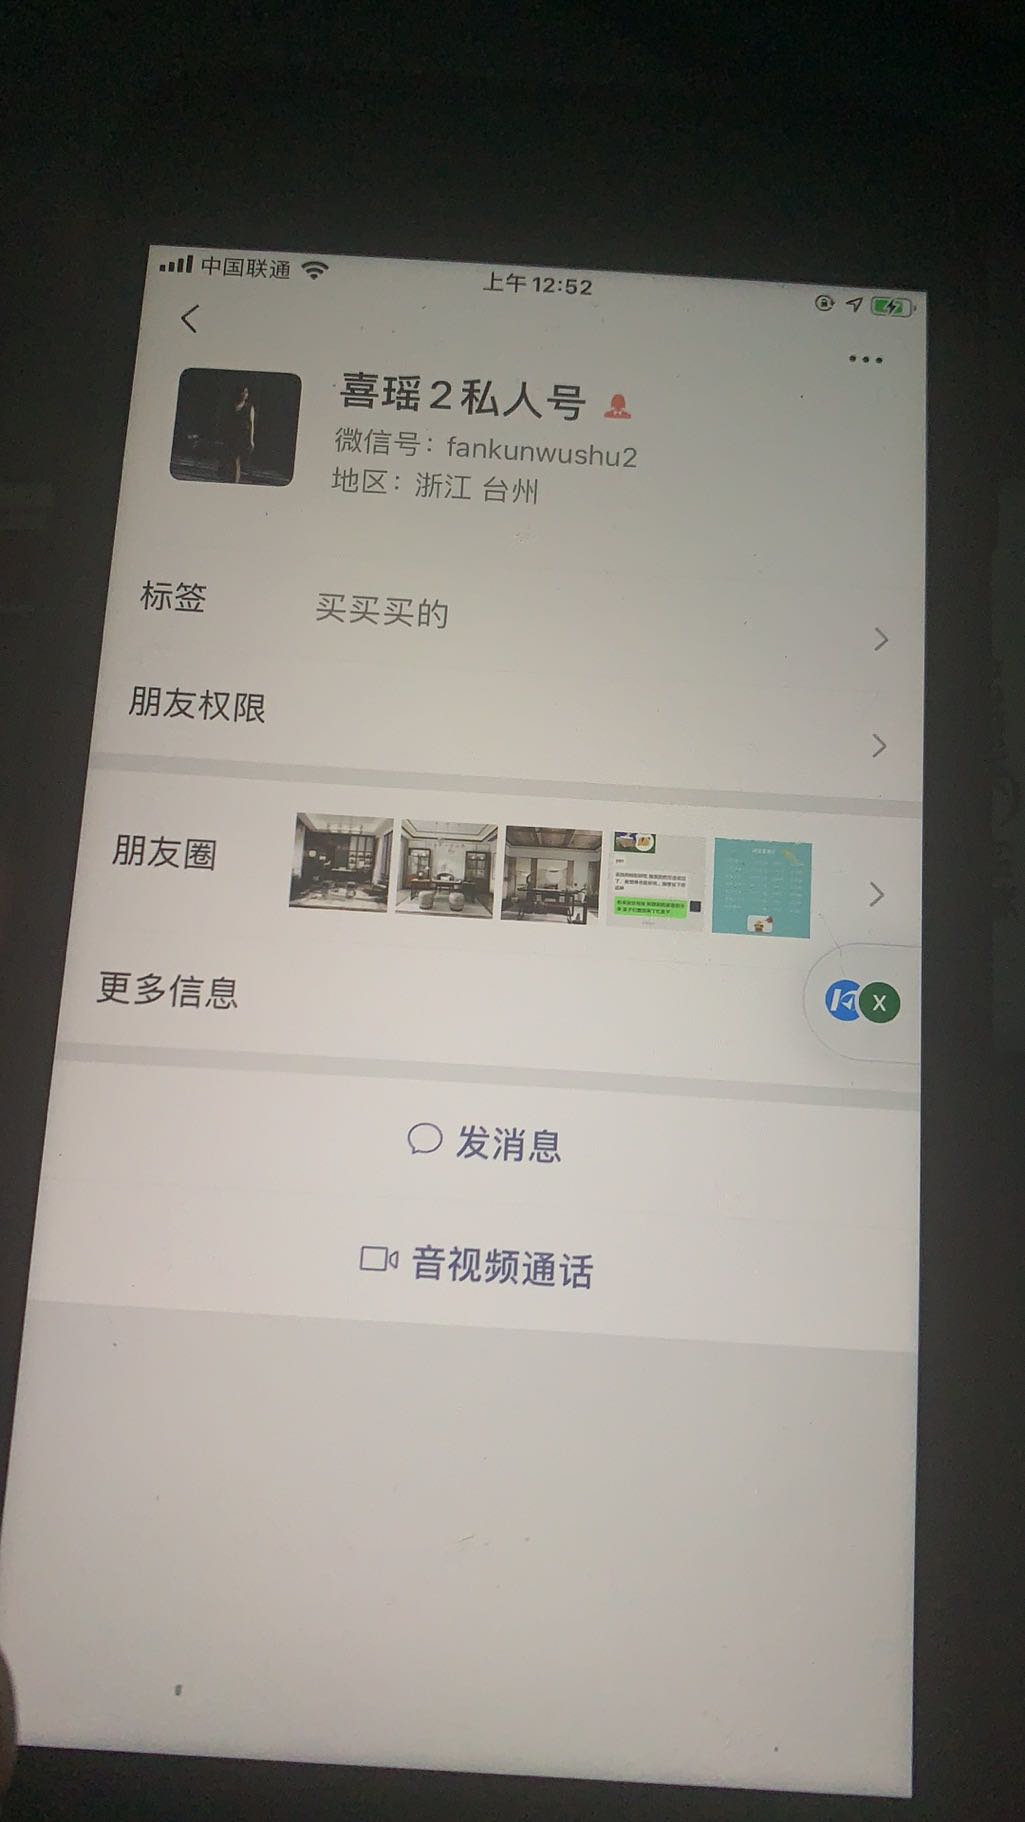 中国联通
上午12:52
喜瑶2私人号
微信号：fankunwushu2
地区：浙江 台州
标签 买买买的
朋友权限
朋友圈
更多信息
X
发消息
音视频通话